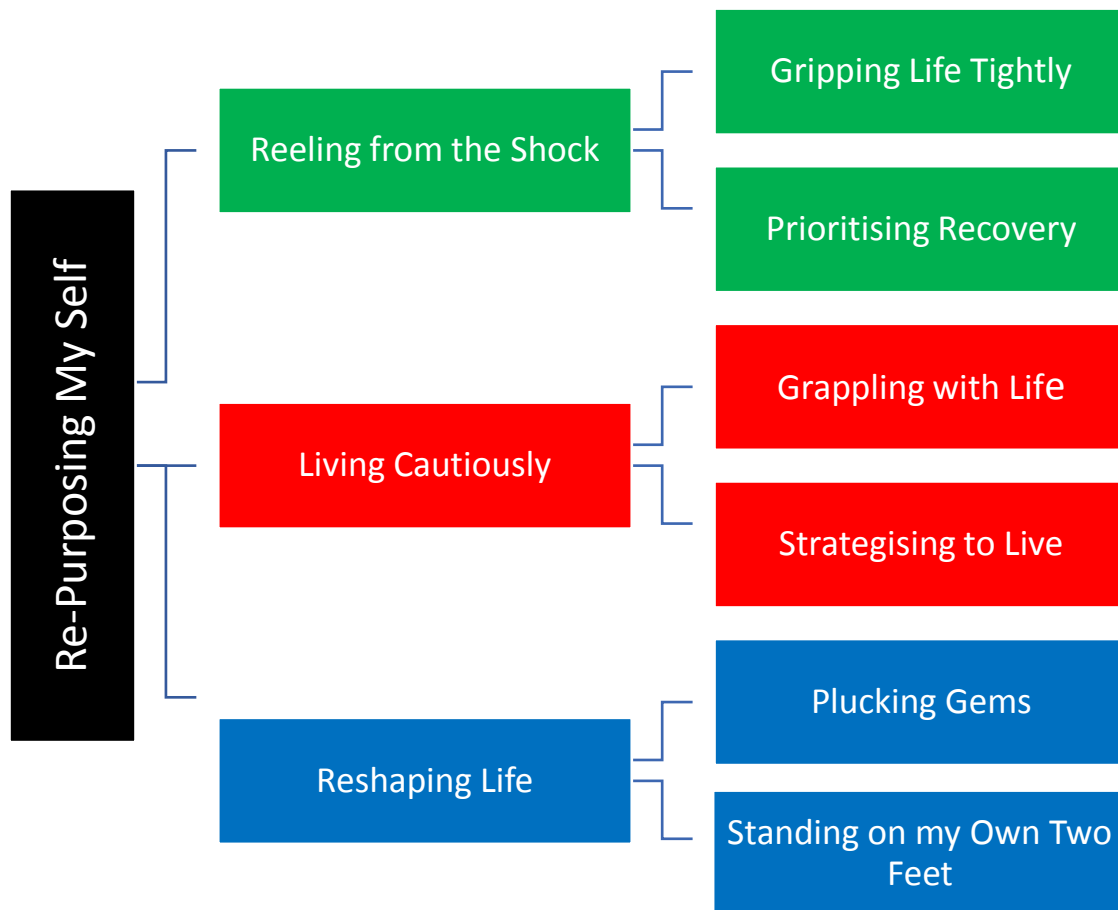 Re-Purposing My Self
Reeling from the Shock
Gripping Life Tightly
Prioritising Recovery
Living Cautiously
Grappling with Life
Strategising to Live
Reshaping Life
Plucking Gems
Standing on my Own Two
Feet